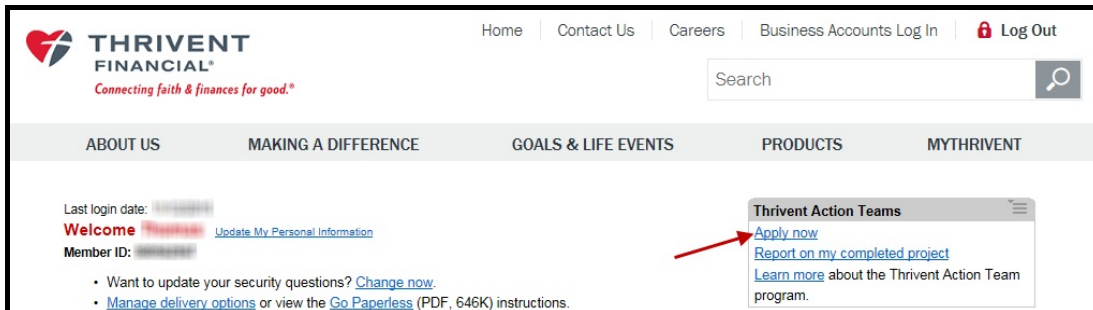 Home Contact Us Careers Business Accounts Log In Log Out
THRIVENT
FINANCIAL®
Connecting faith & finances for good.®
Search
ABOUT US MAKING A DIFFERENCE GOALS & LIFE EVENTS PRODUCTS MYTHRIVENT
Last login date:
Welcome Update My Personal Information
Member ID:
• Want to update your security questions? Change now.
• Manage delivery options or view the Go Paperless (PDF, 646K) instructions.
Thrivent Action Teams
Apply now
Report on my completed project
Learn more about the Thrivent Action Team
program.